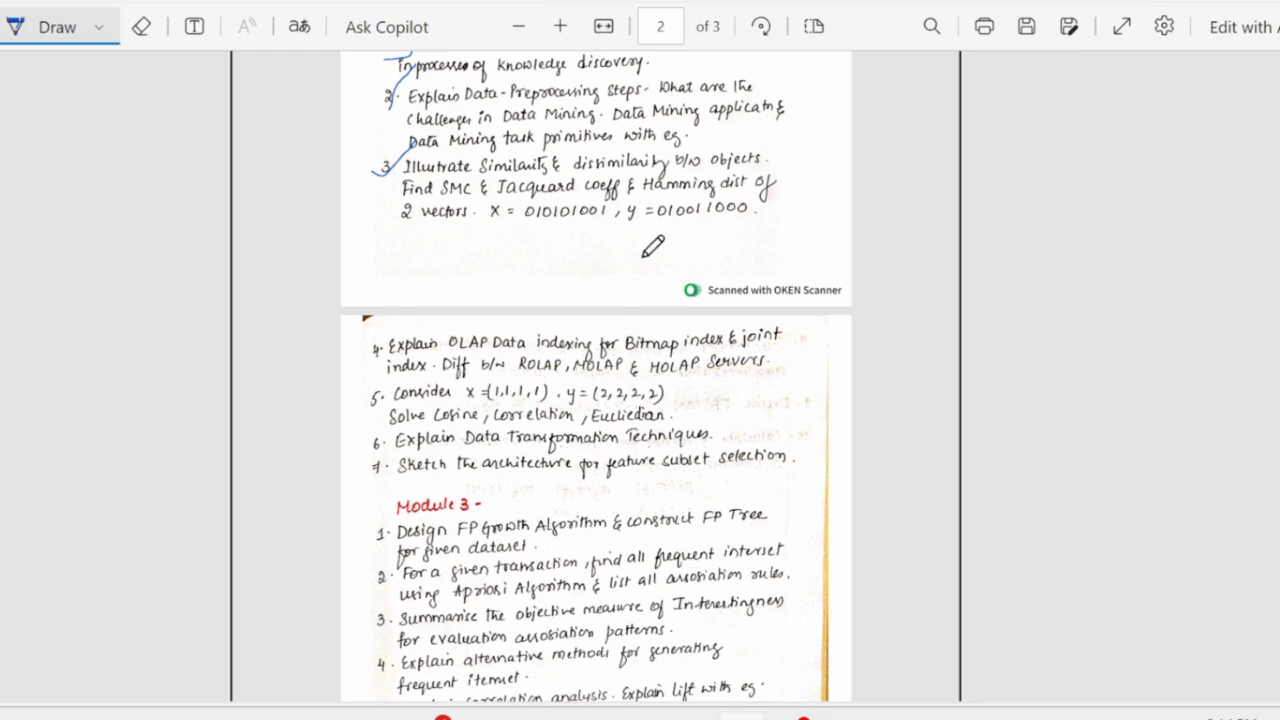 Draw
Ask Copilot
2 of 3
Edit with A
in processes of knowledge discovery.
2. Explain Data-Preprocessing Steps- What are the
challenges in Data Mining. Data Mining applicatn &
Data Mining task primitives with eg.
3 Illustrate Similarity & dissimilarity b/w objects.
Find SMC & Jacquard coeff & Hamming dist of
2 vectors. x = 010101001, y = 010011000.
Scanned with OKEN Scanner
4. Explain OLAP Data indexing for Bitmap index & joint
index. Diff b/w ROLAP, MOLAP & HOLAP Servers.
5. Consider x = (1,1,1,1), y = (2,2,2,2)
Solve Cosine, Correlation, Eucliedian.
6. Explain Data Transformation Techniques.
7. Sketch the architecture for feature subset selection.
Module 3 -
1. Design FP Growth Algorithm & construct FP Tree
for given dataset.
2. For a given transaction, find all frequent interset
using Apriosi Algorithm & list all assosiation rules.
3. Summarise the objective measure of Interestingness
for evaluation assosiation patterns.
4. Explain alternative methods for generating
frequent itemset.
correlation analysis. Explain lift with eg.